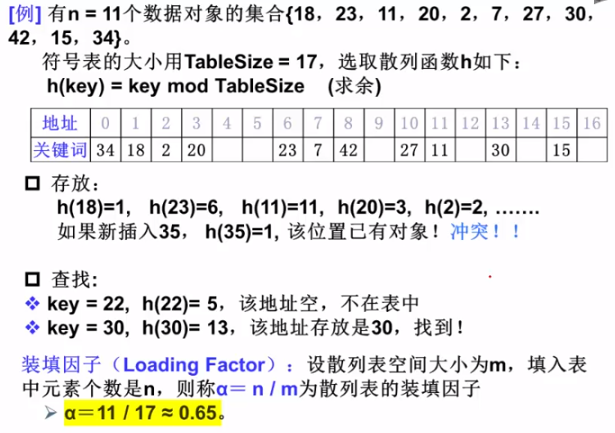 [例] 有n = 11个数据对象的集合{18，23，11，20，2，7，27，30，
42，15，34}。
符号表的大小用TableSize = 17，选取散列函数h如下：
h(key) = key mod TableSize （求余）
地址 0 1 2 3 4 5 6 7 8 9 10 11 12 13 14 15 16
关键词 34 18 2 20 23 7 42 27 11 30 15
存放：
h(18)=1, h(23)=6, h(11)=11, h(20)=3, h(2)=2, …….
如果新插入35， h(35)=1, 该位置已有对象！冲突！！
查找:
key = 22, h(22)= 5，该地址空，不在表中
key = 30, h(30)= 13，该地址存放是30，找到！
装填因子（Loading Factor）：设散列表空间大小为m，填入表
中元素个数是n，则称α＝ n / m为散列表的装填因子
α＝11 / 17 ≈ 0.65。